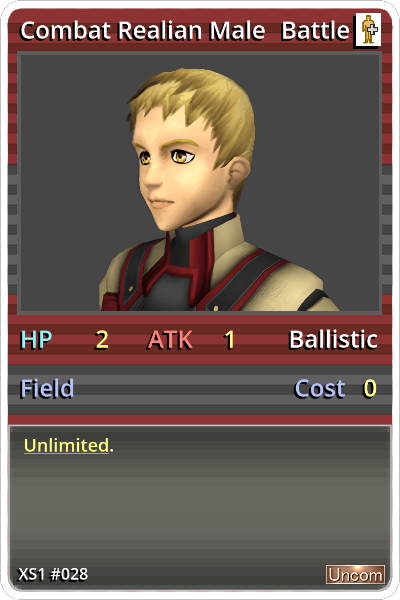 Combat Realian Male Battle
HP 2 ATK 1 Ballistic
Field Cost 0
Unlimited.
XS1 #028 Uncom